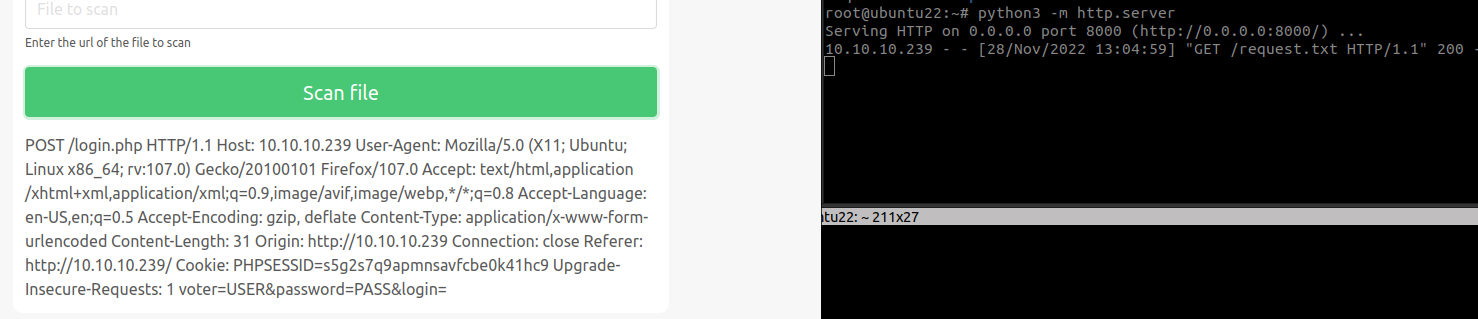 File to scan
Enter the url of the file to scan
Scan file
POST /login.php HTTP/1.1 Host: 10.10.10.239 User-Agent: Mozilla/5.0 (X11; Ubuntu;
Linux x86_64; rv:107.0) Gecko/20100101 Firefox/107.0 Accept: text/html,application
/xhtml+xml,application/xml;q=0.9,image/avif,image/webp,*/*;q=0.8 Accept-Language:
en-US,en;q=0.5 Accept-Encoding: gzip, deflate Content-Type: application/x-www-form-
urlencoded Content-Length: 31 Origin: http://10.10.10.239 Connection: close Referer:
http://10.10.10.239/ Cookie: PHPSESSID=s5g2s7q9apmnsavfcbe0k41hc9 Upgrade-
Insecure-Requests: 1 voter=USER&password=PASS&login=
root@ubuntu22:~# python3 -m http.server
Serving HTTP on 0.0.0.0 port 8000 (http://0.0.0.0:8000/) ...
10.10.10.239 - - [28/Nov/2022 13:04:59] "GET /request.txt HTTP/1.1" 200 -
tu22: ~ 211x27